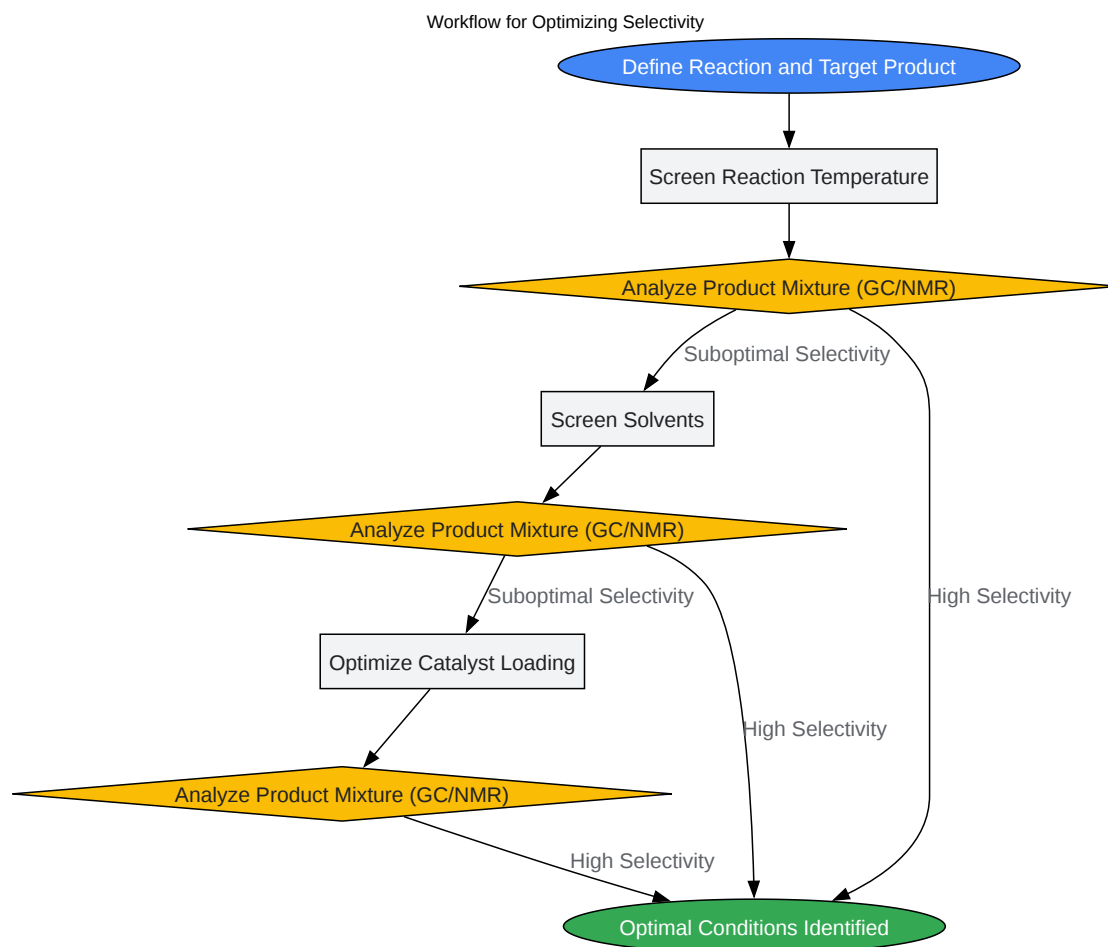 Workflow for Optimizing Selectivity
Define Reaction and Target Product
Screen Reaction Temperature
Analyze Product Mixture (GC/NMR)
Suboptimal Selectivity
Screen Solvents
Analyze Product Mixture (GC/NMR)
Suboptimal Selectivity
High Selectivity
Optimize Catalyst Loading
High Selectivity
Analyze Product Mixture (GC/NMR)
High Selectivity
Optimal Conditions Identified